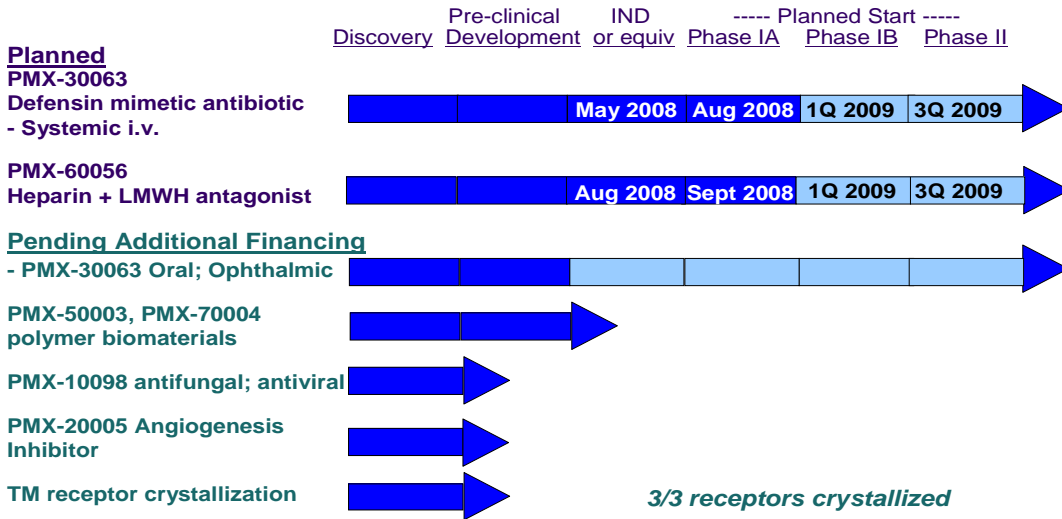 Pre-clinical IND ----- Planned Start -----
Discovery Development or equiv Phase IA Phase IB Phase II
Planned
PMX-30063
Defensin mimetic antibiotic
- Systemic i.v.
May 2008 Aug 2008 1Q 2009 3Q 2009
PMX-60056
Heparin + LMWH antagonist
Aug 2008 Sept 2008 1Q 2009 3Q 2009
Pending Additional Financing
- PMX-30063 Oral; Ophthalmic
PMX-50003, PMX-70004
polymer biomaterials
PMX-10098 antifungal; antiviral
PMX-20005 Angiogenesis
Inhibitor
TM receptor crystallization
3/3 receptors crystallized